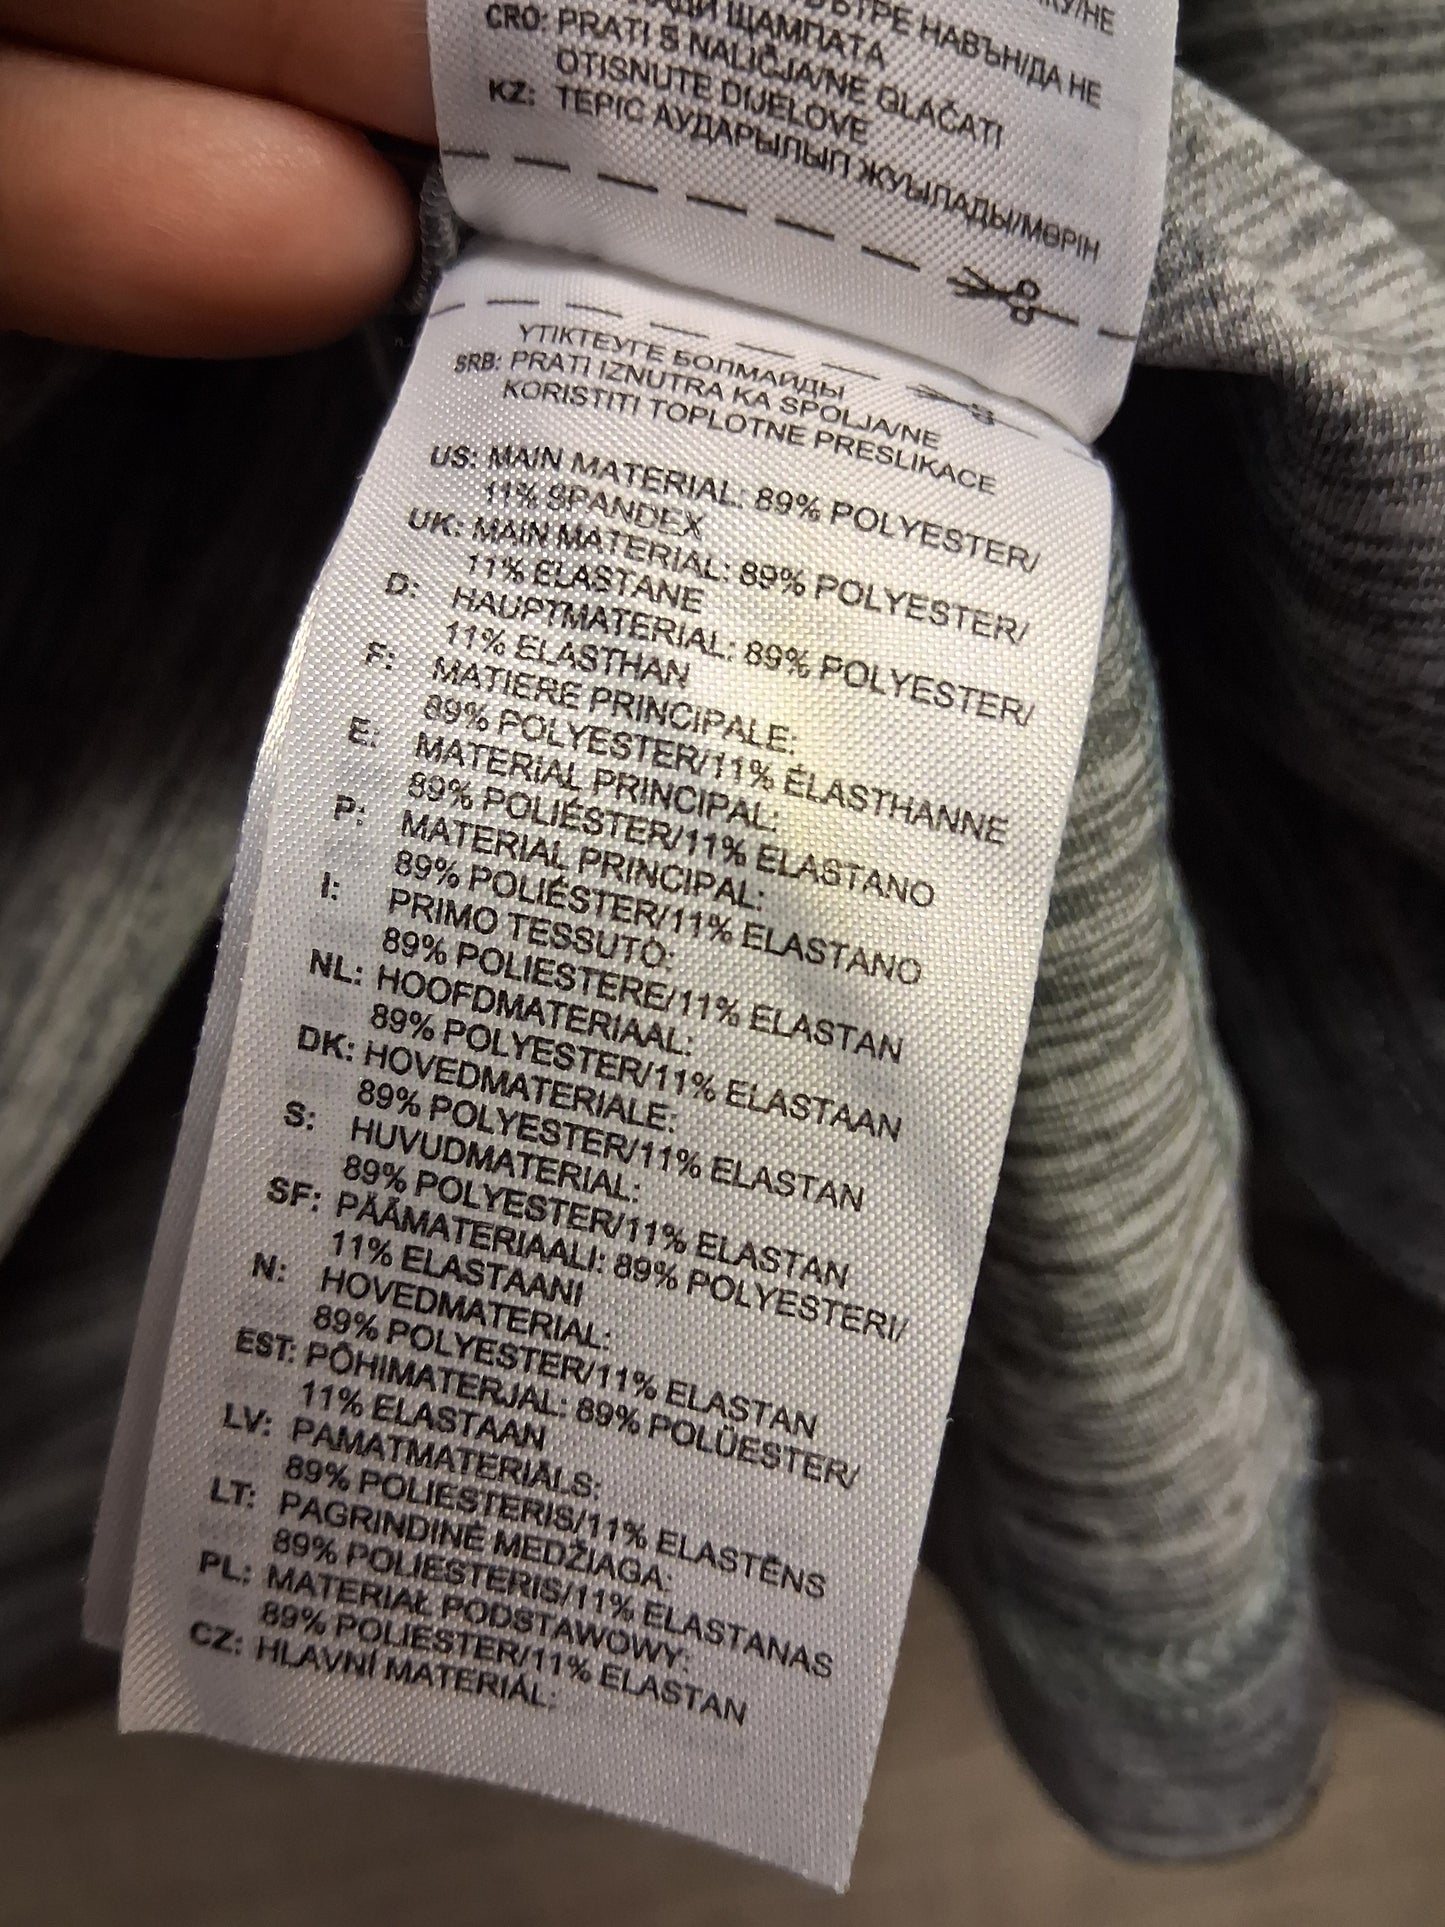 НАВЪН/ДА НЕ
ЩАМПАТА
CRO: PRATI S NALIČJA/NE GLAČATI
OTISNUTE DIJELOVE
KZ: ТЕРІС АУДАРЫЛЫП ЖУЫЛАДЫ/МӨРІН
ҮТІКТЕУГЕ БОЛМАЙДЫ
SRB: PRATI IZNUTRA KA SPOLJA/NE
KORISTITI TOPLOTNE PRESLIKACE
US: MAIN MATERIAL: 89% POLYESTER/
11% SPANDEX
UK: MAIN MATERIAL: 89% POLYESTER/
11% ELASTANE
D: HAUPTMATERIAL: 89% POLYESTER/
11% ELASTHAN
F: MATIERE PRINCIPALE:
89% POLYESTER/11% ÉLASTHANNE
E: MATERIAL PRINCIPAL:
89% POLIÉSTER/11% ELASTANO
P: MATERIAL PRINCIPAL:
89% POLIÉSTER/11% ELASTANO
I: PRIMO TESSUTO:
89% POLIESTERE/11% ELASTAN
NL: HOOFDMATERIAAL:
89% POLYESTER/11% ELASTAAN
DK: HOVEDMATERIALE:
89% POLYESTER/11% ELASTAN
S: HUVUDMATERIAL:
89% POLYESTER/11% ELASTAN
SF: PÄÄMATERIAALI: 89% POLYESTERI/
11% ELASTAANI
N: HOVEDMATERIAL:
89% POLYESTER/11% ELASTAN
EST: PÕHIMATERJAL: 89% POLÜESTER/
11% ELASTAAN
LV: PAMATMATERIĀLS:
89% POLIESTERIS/11% ELASTĒNS
LT: PAGRINDINĖ MEDŽIAGA:
89% POLIESTERIS/11% ELASTANAS
PL: MATERIAŁ PODSTAWOWY:
89% POLIESTER/11% ELASTAN
CZ: HLAVNÍ MATERIÁL: